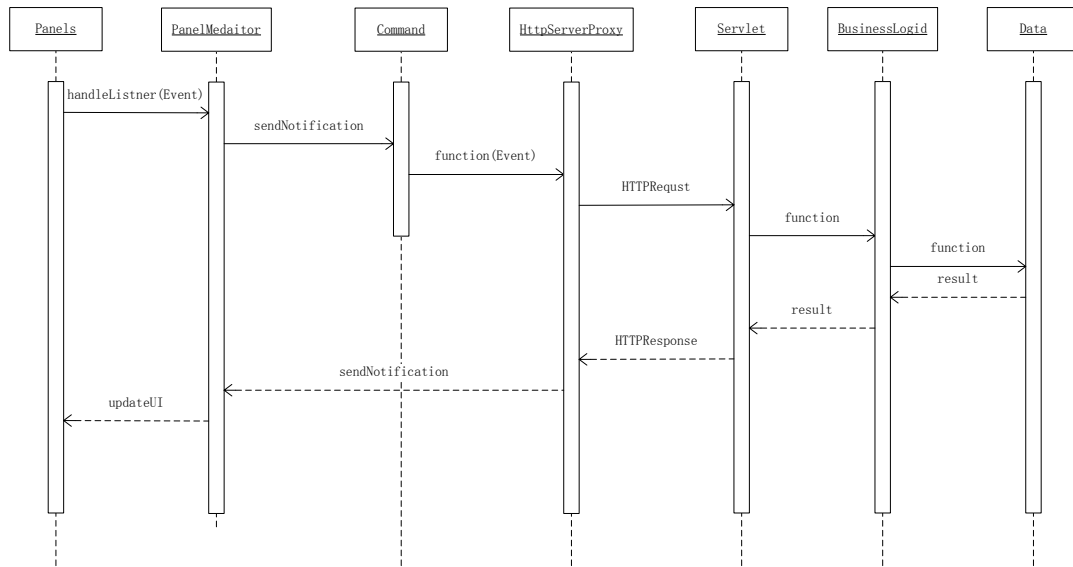 Panels
PanelMedaitor
Command
HttpServerProxy
Servlet
BusinessLogid
Data
handleListner(Event)
sendNotification
function(Event)
HTTPRequst
function
function
result
result
HTTPResponse
sendNotification
updateUI